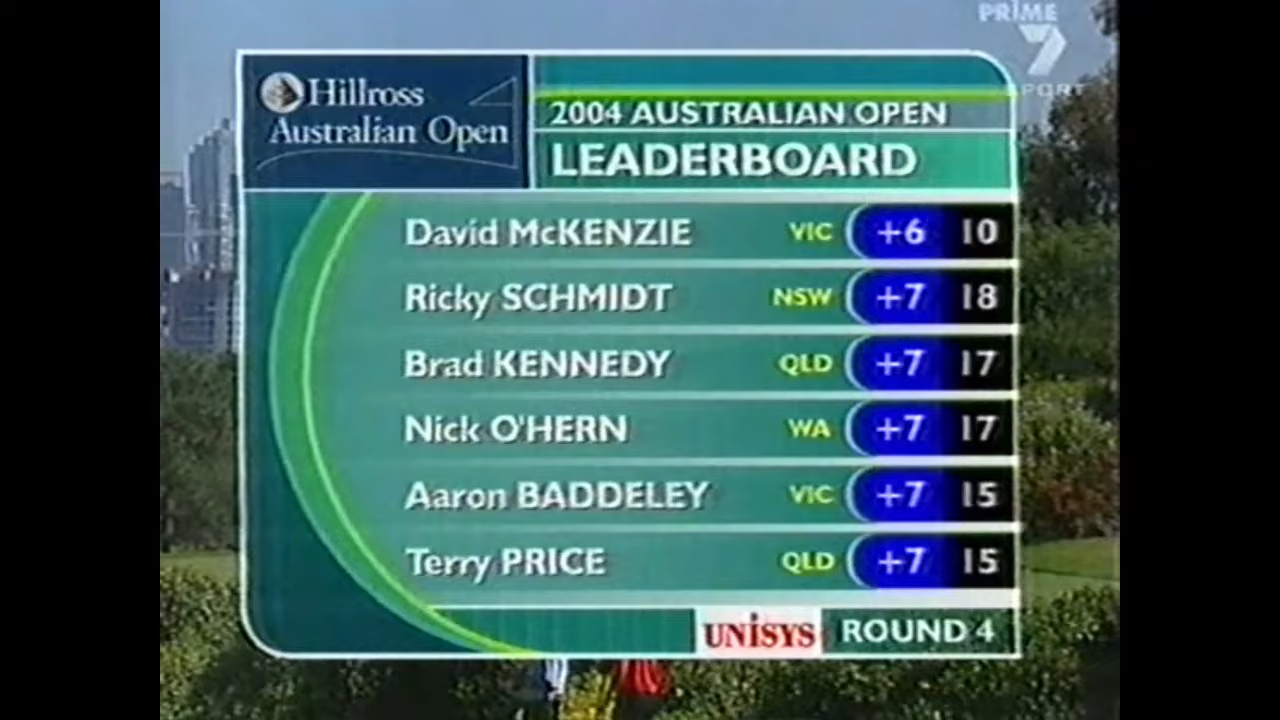 PRIME
7
SPORT
Hillross
Australian Open
2004 AUSTRALIAN OPEN
LEADERBOARD
David McKENZIE VIC +6 10
Ricky SCHMIDT NSW +7 18
Brad KENNEDY QLD +7 17
Nick O'HERN WA +7 17
Aaron BADDELEY VIC +7 15
Terry PRICE QLD +7 15
UNISYS ROUND 4